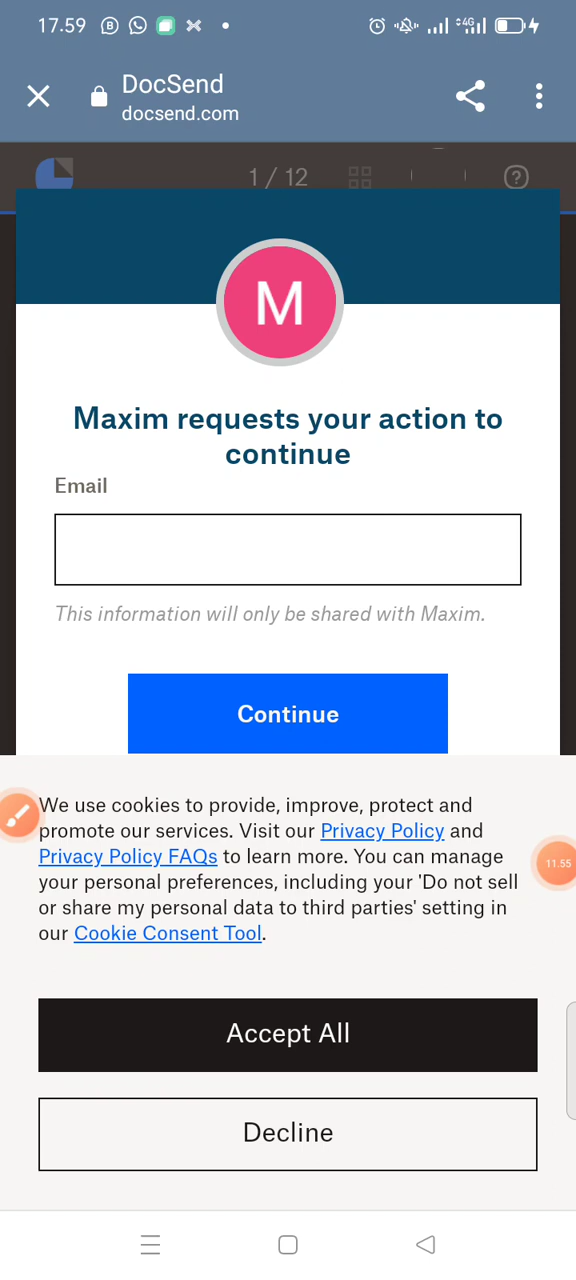 17.59
4G
DocSend
docsend.com
1 / 12
M
Maxim requests your action to
continue
Email
This information will only be shared with Maxim.
Continue
We use cookies to provide, improve, protect and
promote our services. Visit our Privacy Policy and
Privacy Policy FAQs to learn more. You can manage
your personal preferences, including your 'Do not sell
or share my personal data to third parties' setting in
our Cookie Consent Tool.
11.55
Accept All
Decline